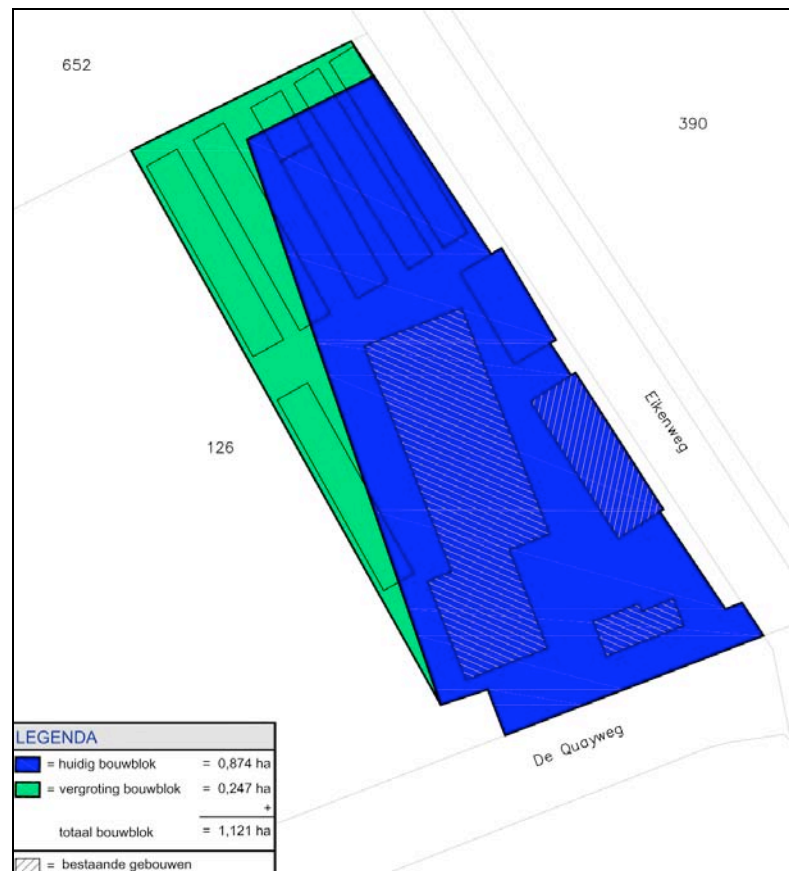 652
390
126
Eikenweg
De Quayweg
LEGENDA
= huidig bouwblok = 0,874 ha
= vergroting bouwblok = 0,247 ha
+
totaal bouwblok = 1,121 ha
= bestaande gebouwen